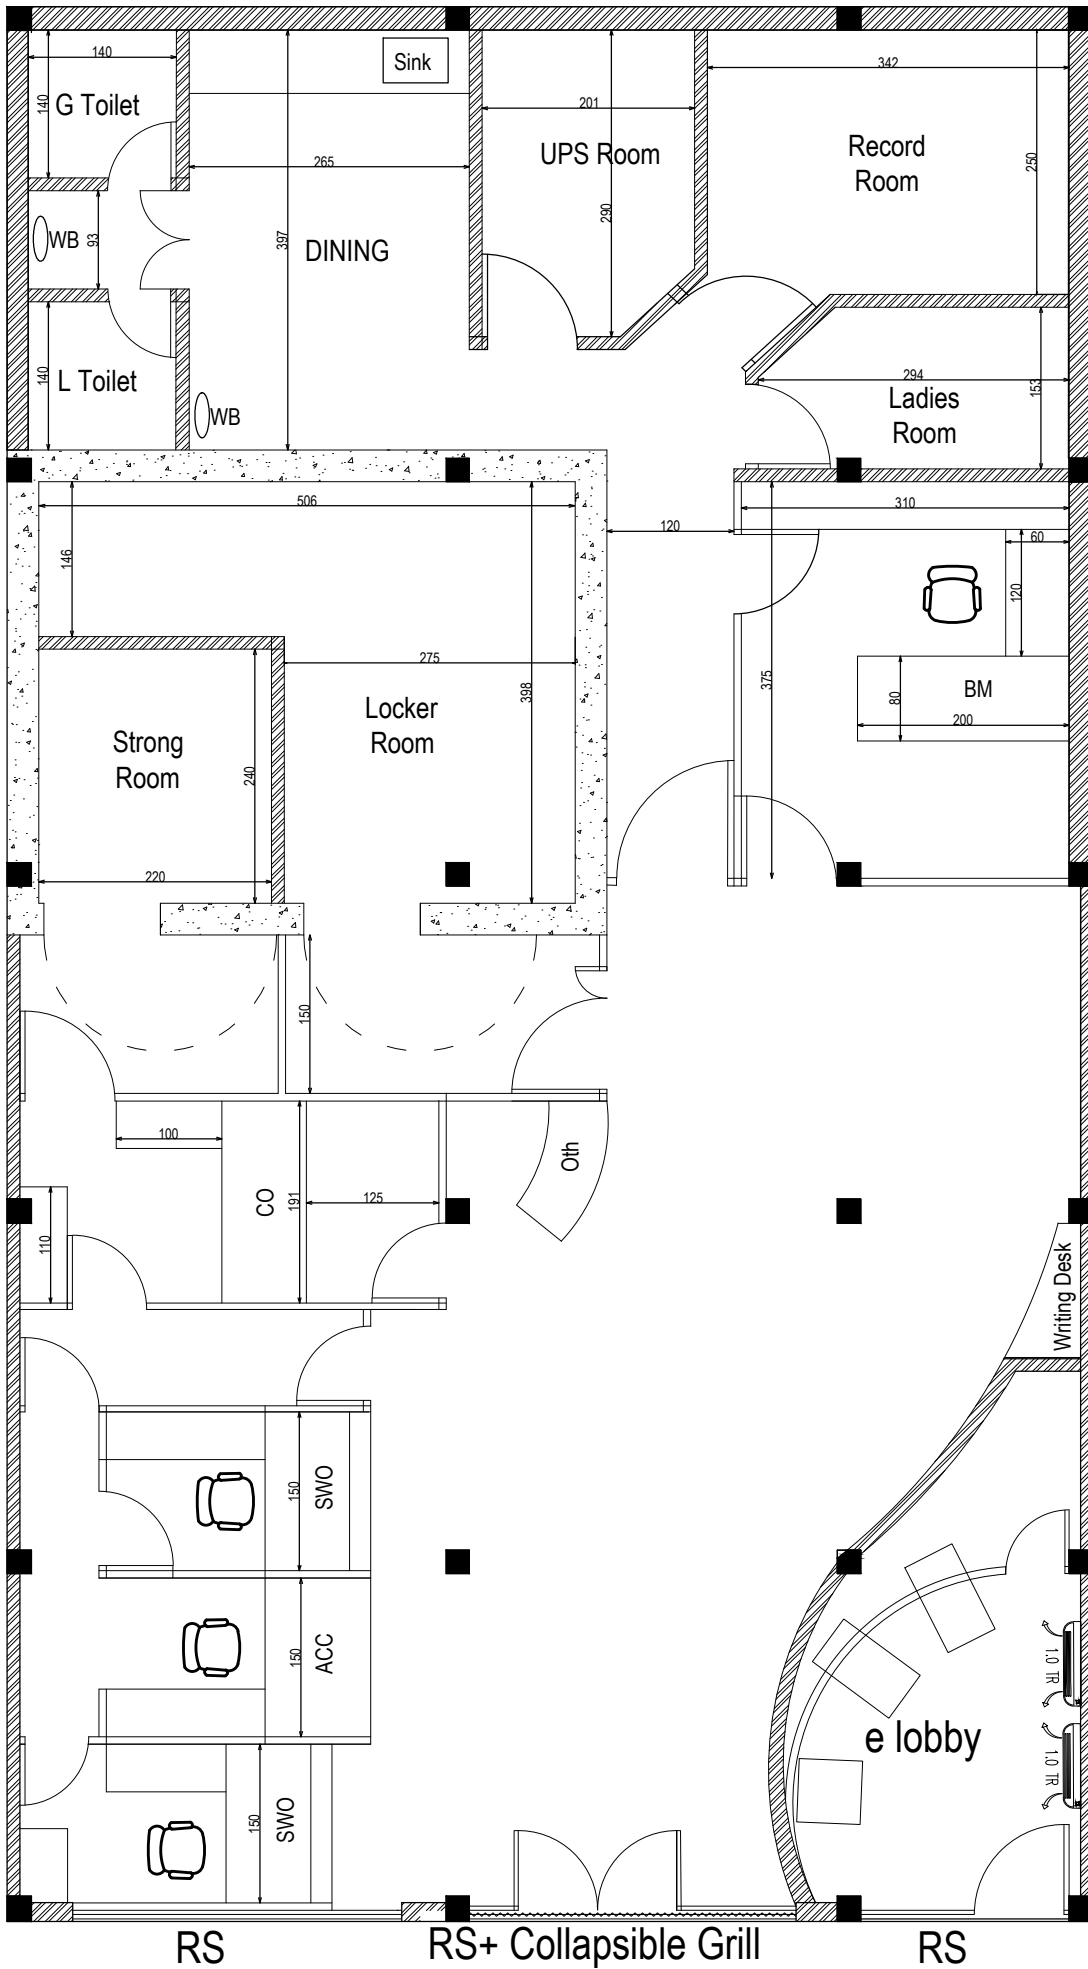 140
Sink
342
140
G Toilet
201
265
UPS Room
Record
Room
250
WB
93
397
DINING
290
140
L Toilet
WB
294
153
Ladies
Room
506
310
120
60
146
120
275
398
375
BM
80
200
Locker
Room
Strong
Room
240
220
150
100
Oth
CO
191
125
110
Writing Desk
150
SWO
150
ACC
1.0 TR
e lobby
1.0 TR
150
SWO
RS
RS+ Collapsible Grill
RS